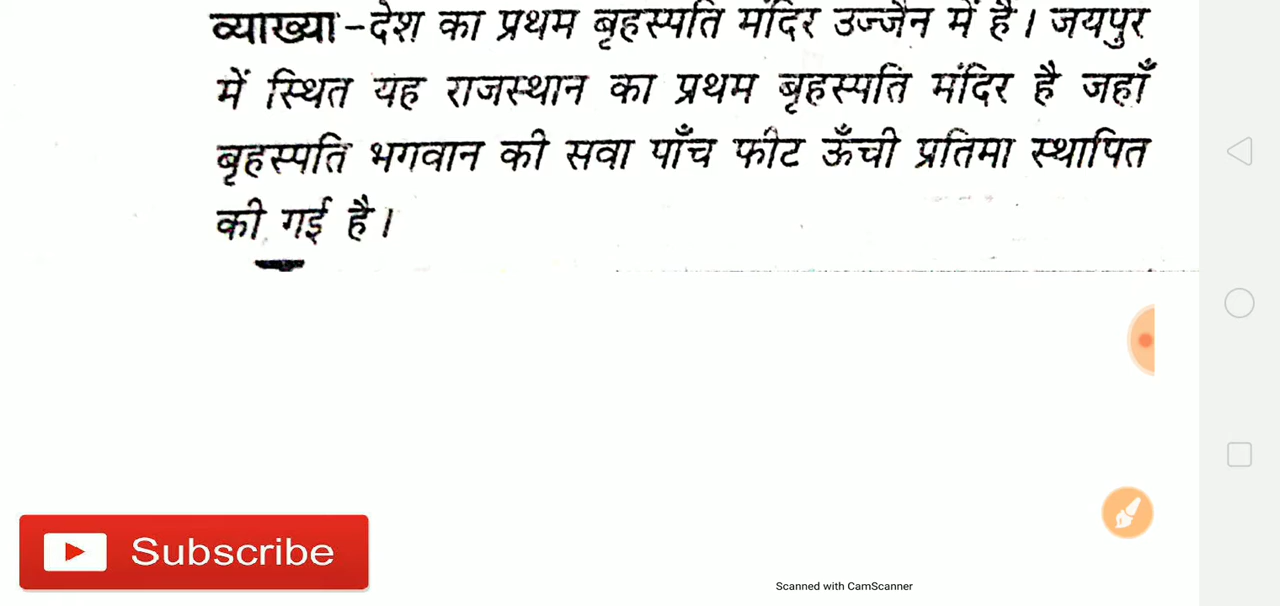 व्याख्या-देश का प्रथम बृहस्पति मंदिर उज्जैन में है। जयपुर
में स्थित यह राजस्थान का प्रथम बृहस्पति मंदिर है जहाँ
बृहस्पति भगवान की सवा पाँच फीट ऊँची प्रतिमा स्थापित
की गई है।
Subscribe
Scanned with CamScanner